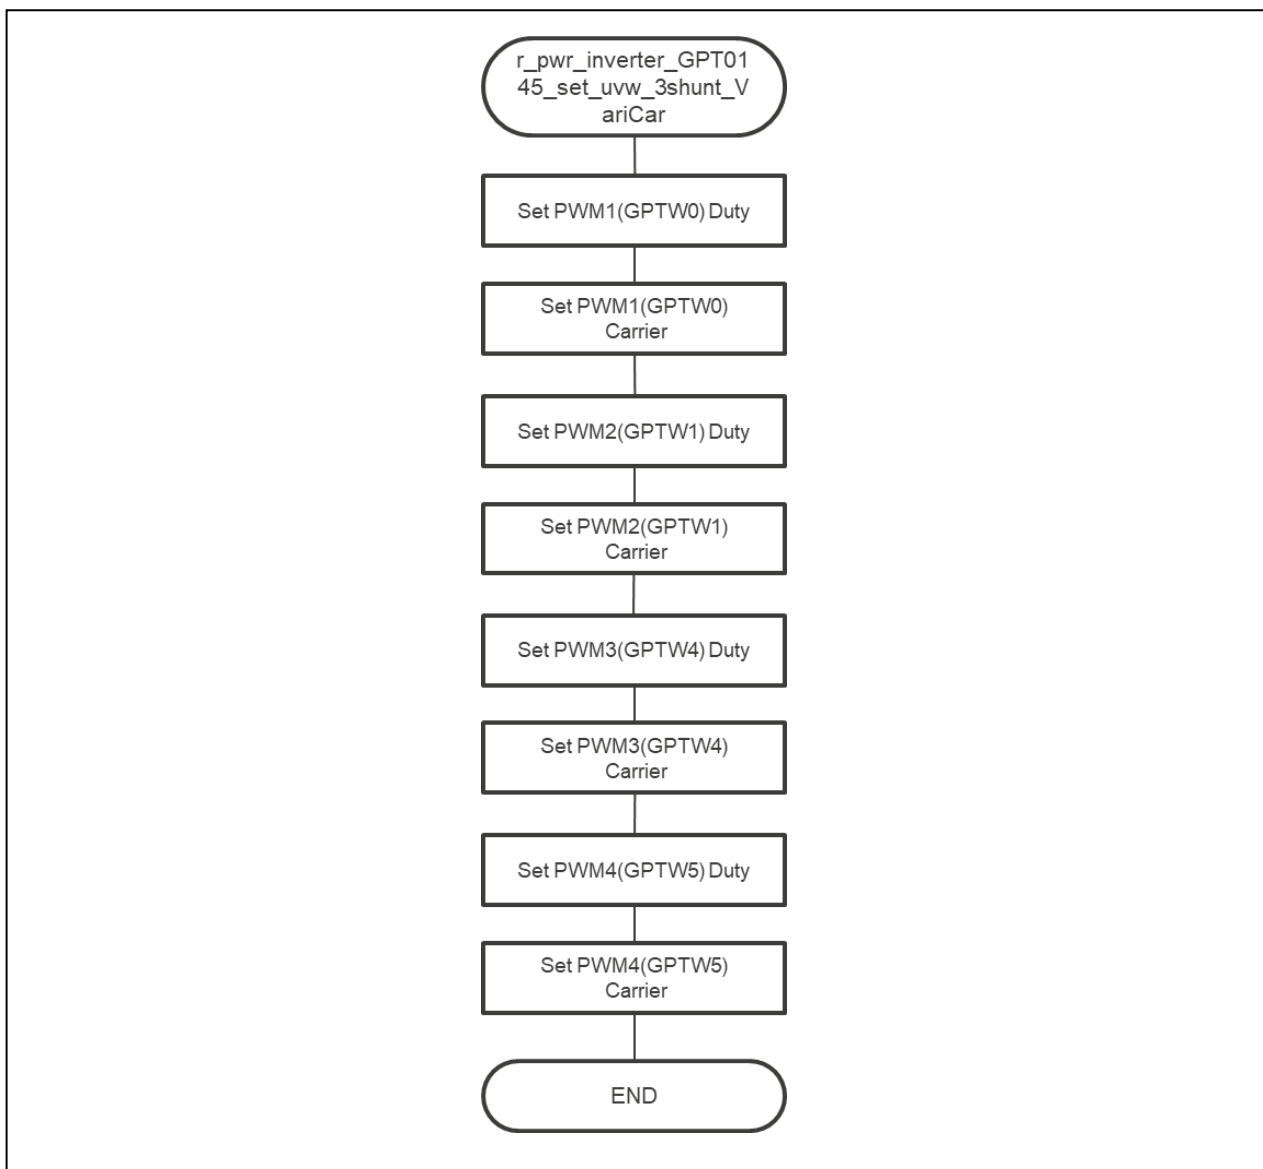 r_pwr_inverter_GPT01
45_set_uvw_3shunt_V
ariCar
Set PWM1(GPTW0) Duty
Set PWM1(GPTW0)
Carrier
Set PWM2(GPTW1) Duty
Set PWM2(GPTW1)
Carrier
Set PWM3(GPTW4) Duty
Set PWM3(GPTW4)
Carrier
Set PWM4(GPTW5) Duty
Set PWM4(GPTW5)
Carrier
END